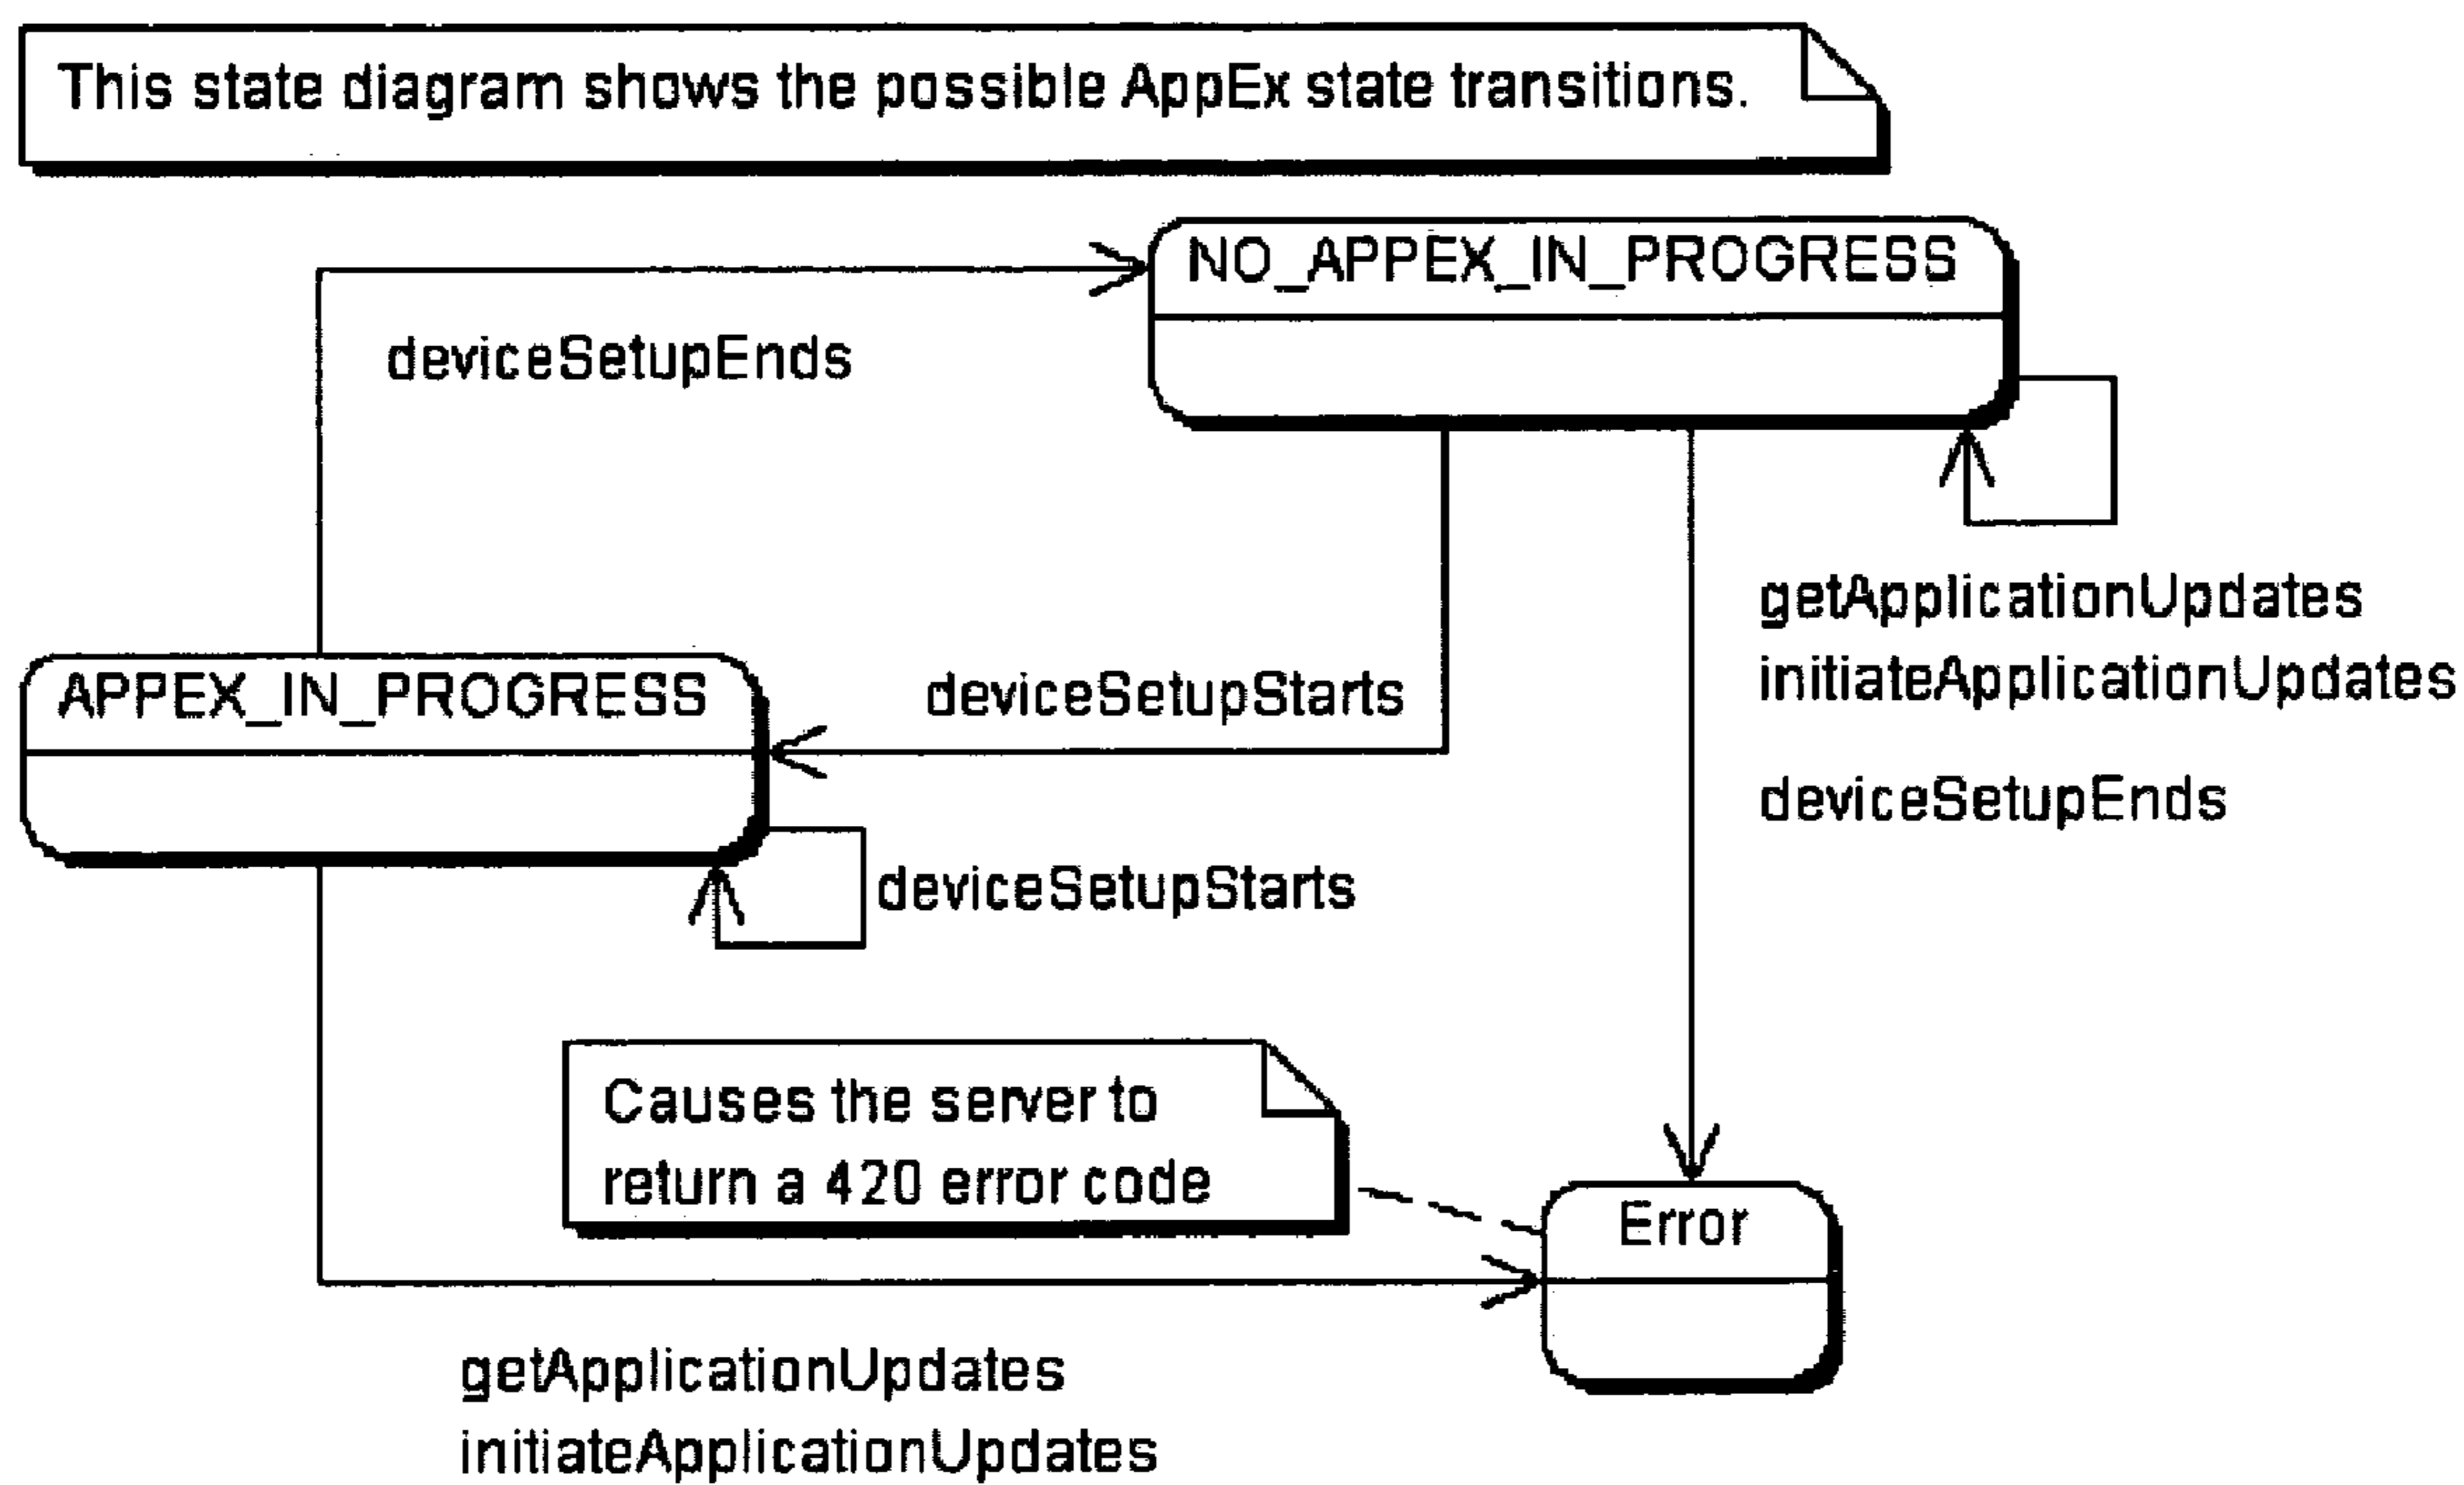 This state diagram shows the possible AppEx state transitions.
NO_APPEX_IN_PROGRESS
deviceSetupEnds
getApplicationUpdates
initiateApplicationUpdates
APPEX_IN_PROGRESS
deviceSetupStarts
deviceSetupEnds
deviceSetupStarts
Causes the server to
return a 420 error code
Error
getApplicationUpdates
initiateApplicationUpdates